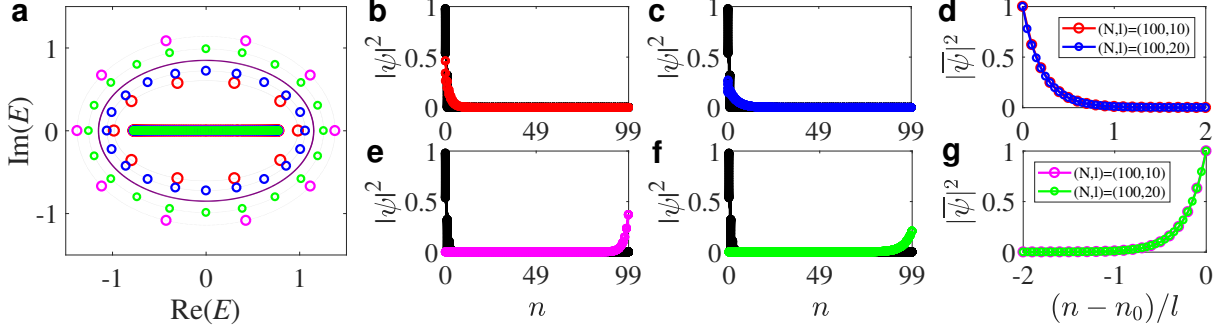 a
Im(E)
1
0
-1
-1
0
1
Re(E)
b
|ψ|²
1
0.5
0
0
49
99
c
|ψ|²
1
0.5
0
0
49
99
d
|ψ̅|²
1
0.5
0
0
1
2
(N,l)=(100,10)
(N,l)=(100,20)
e
|ψ|²
1
0.5
0
0
49
99
n
f
|ψ|²
1
0.5
0
0
49
99
n
g
|ψ̅|²
1
0.5
0
-2
-1
0
(N,l)=(100,10)
(N,l)=(100,20)
(n − n₀)/l